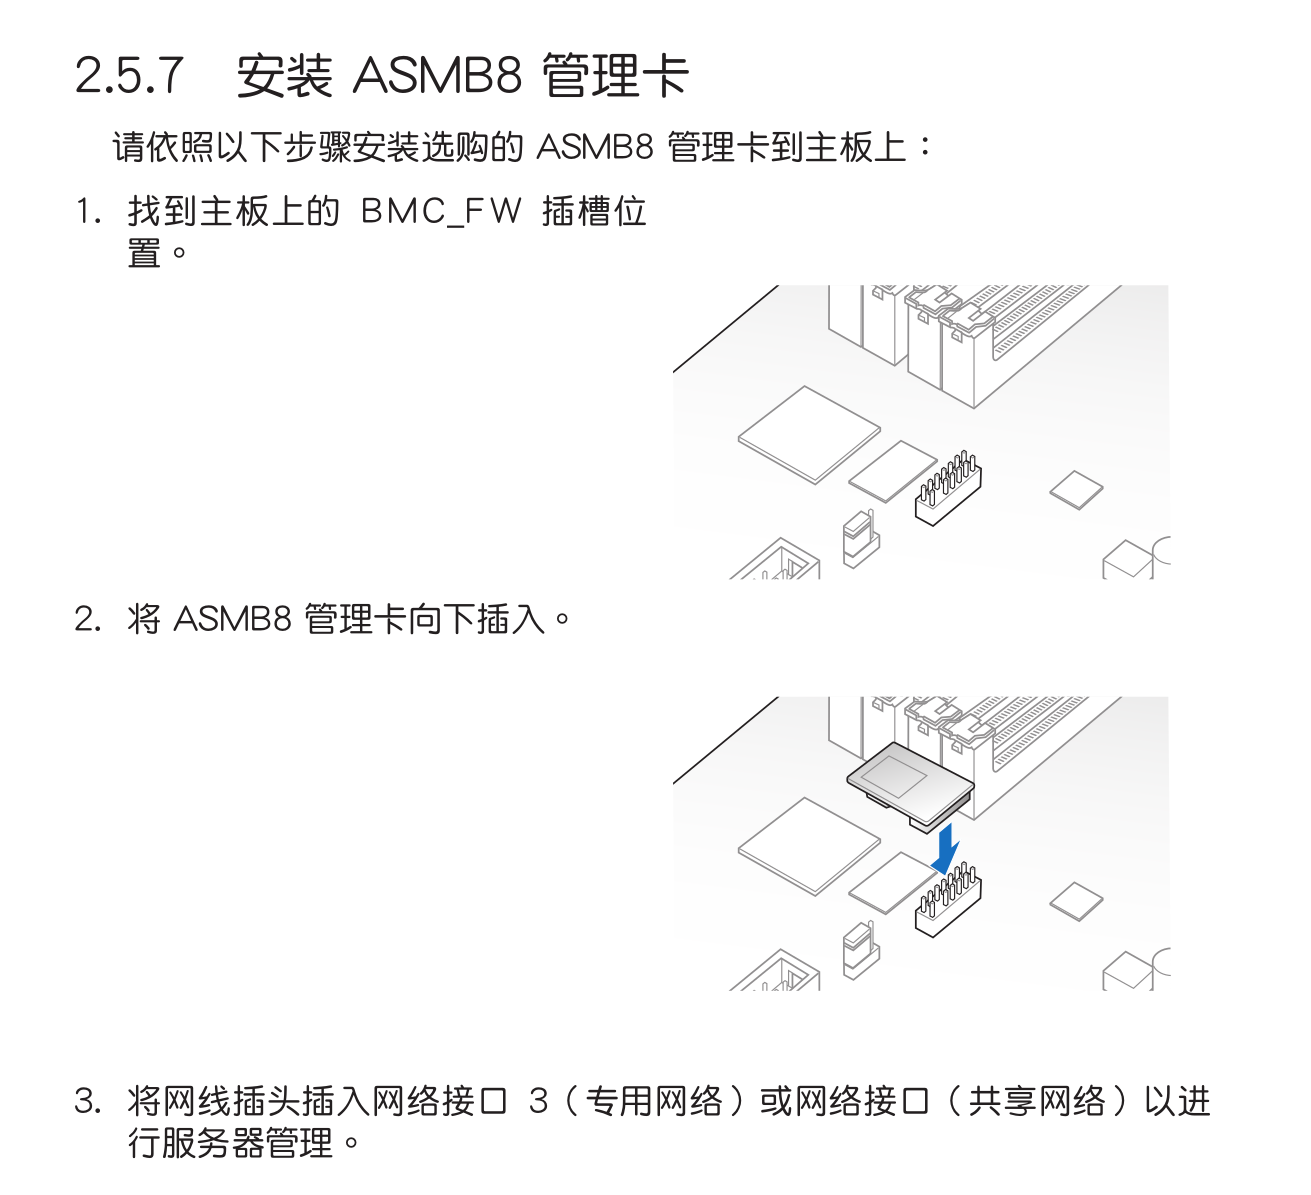 2.5.7 安装 ASMB8 管理卡
请依照以下步骤安装选购的 ASMB8 管理卡到主板上：
1. 找到主板上的 BMC_FW 插槽位
置。
2. 将 ASMB8 管理卡向下插入。
3. 将网线插头插入网络接口 3（专用网络）或网络接口（共享网络）以进
行服务器管理。